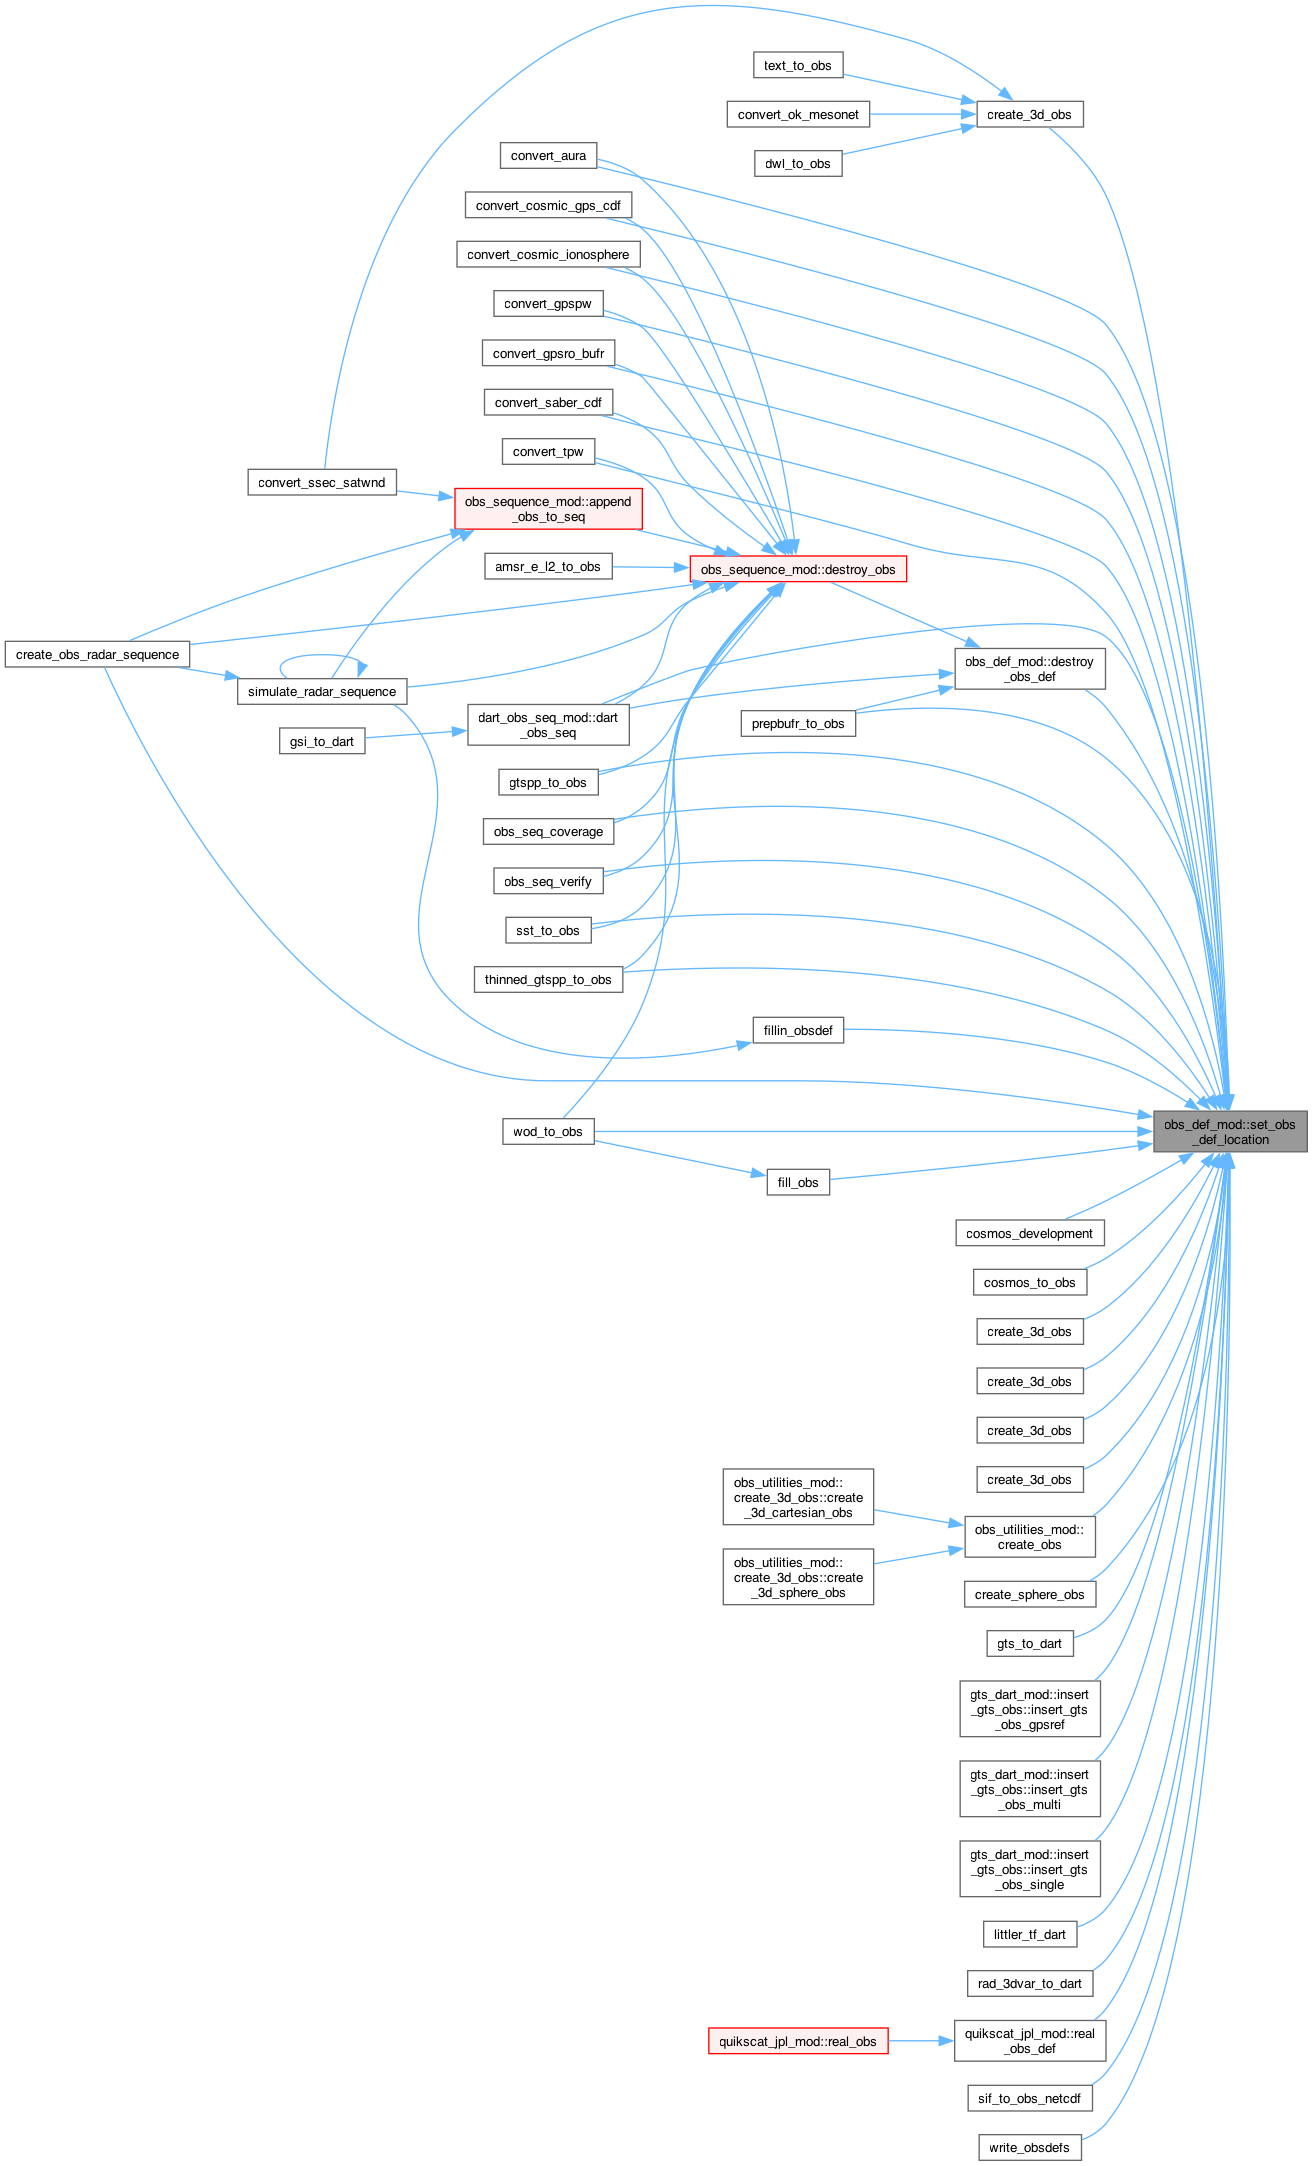 text_to_obs
create_3d_obs
convert_ok_mesonet
dwl_to_obs
convert_aura
convert_cosmic_gps_cdf
convert_cosmic_ionosphere
convert_gpspw
convert_gpsro_bufr
convert_saber_cdf
convert_tpw
convert_ssec_satwnd
obs_sequence_mod::append
_obs_to_seq
amsr_e_l2_to_obs
obs_sequence_mod::destroy_obs
create_obs_radar_sequence
simulate_radar_sequence
obs_def_mod::destroy
_obs_def
dart_obs_seq_mod::dart
_obs_seq
prepbufr_to_obs
gsi_to_dart
gtspp_to_obs
obs_seq_coverage
obs_seq_verify
sst_to_obs
thinned_gtspp_to_obs
fillin_obsdef
wod_to_obs
obs_def_mod::set_obs
_def_location
fill_obs
cosmos_development
cosmos_to_obs
create_3d_obs
create_3d_obs
create_3d_obs
create_3d_obs
obs_utilities_mod::
create_3d_obs::create
_3d_cartesian_obs
obs_utilities_mod::
create_obs
obs_utilities_mod::
create_3d_obs::create
_3d_sphere_obs
create_sphere_obs
gts_to_dart
gts_dart_mod::insert
_gts_obs::insert_gts
_obs_gpsref
gts_dart_mod::insert
_gts_obs::insert_gts
_obs_multi
gts_dart_mod::insert
_gts_obs::insert_gts
_obs_single
littler_tf_dart
rad_3dvar_to_dart
quikscat_jpl_mod::real_obs
quikscat_jpl_mod::real
_obs_def
sif_to_obs_netcdf
write_obsdefs